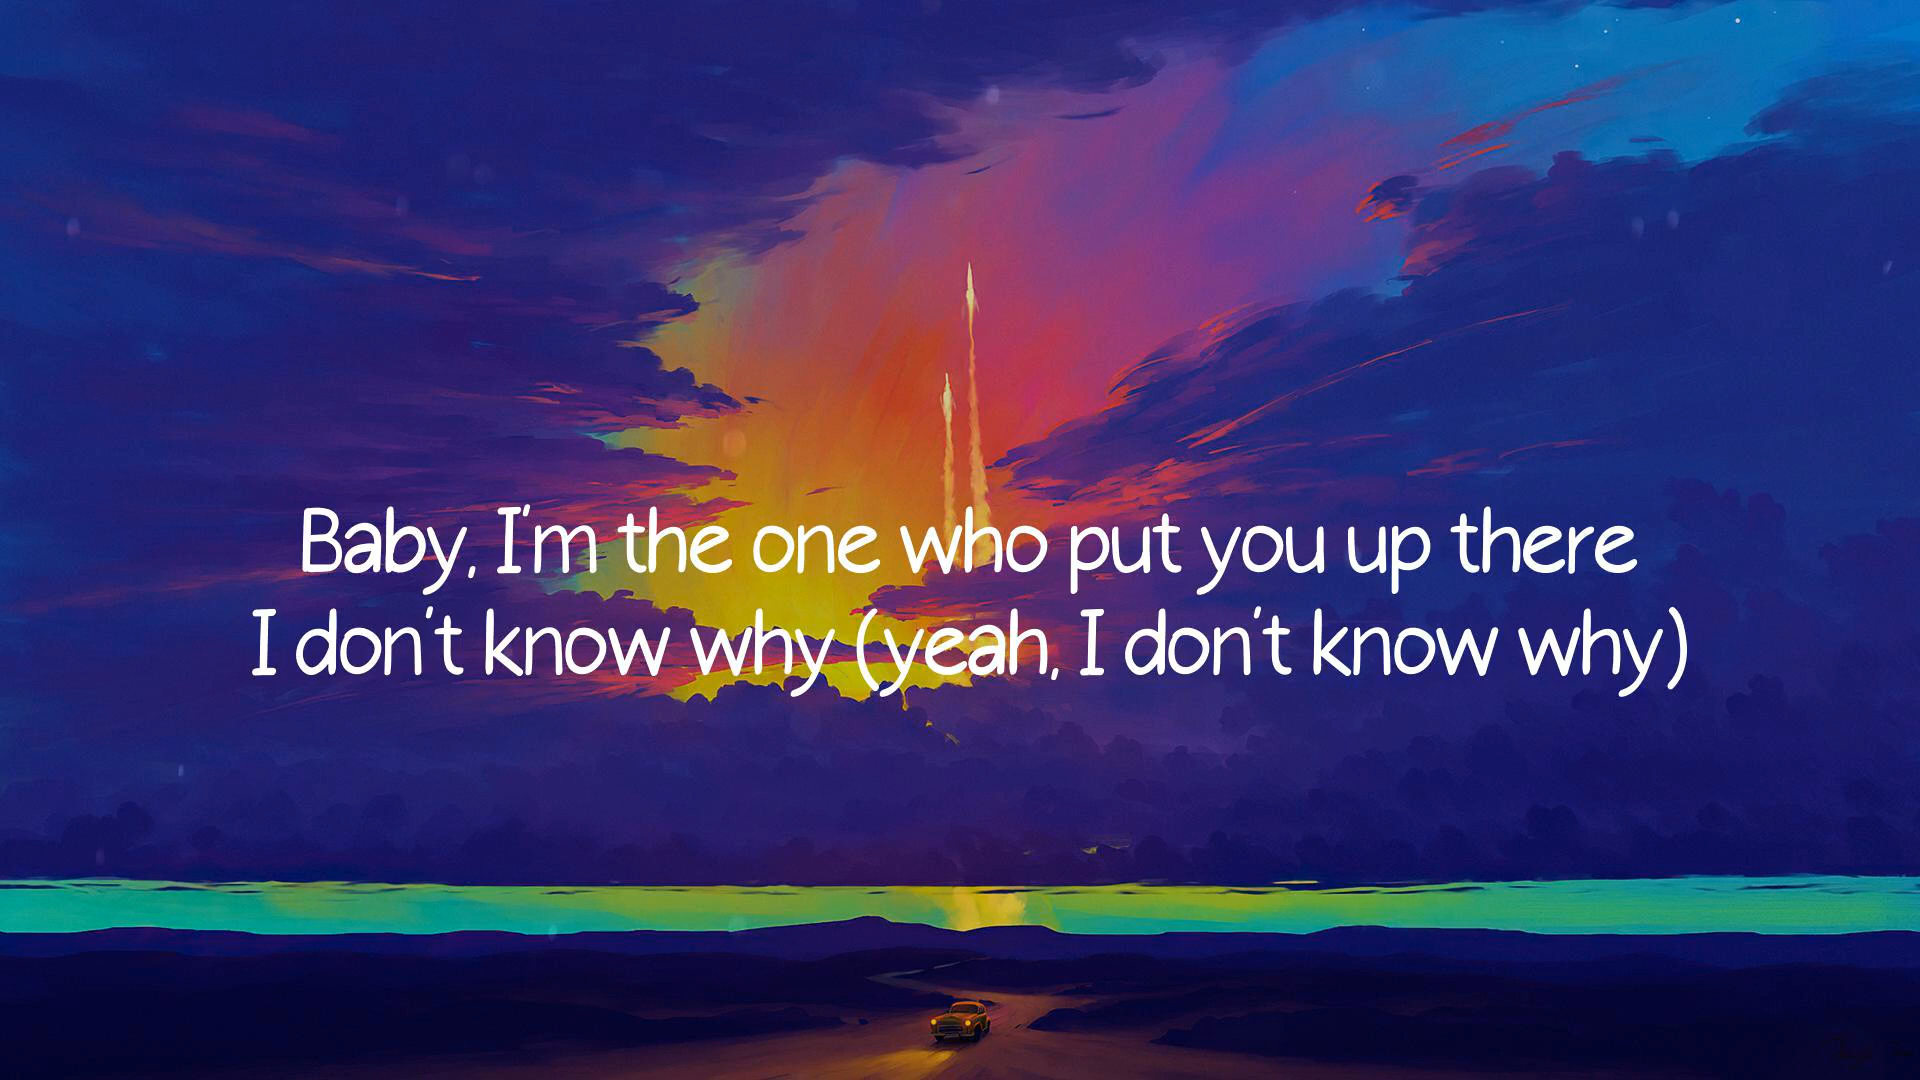 Baby, I'm the one who put you up there
I don't know why (yeah, I don't know why)